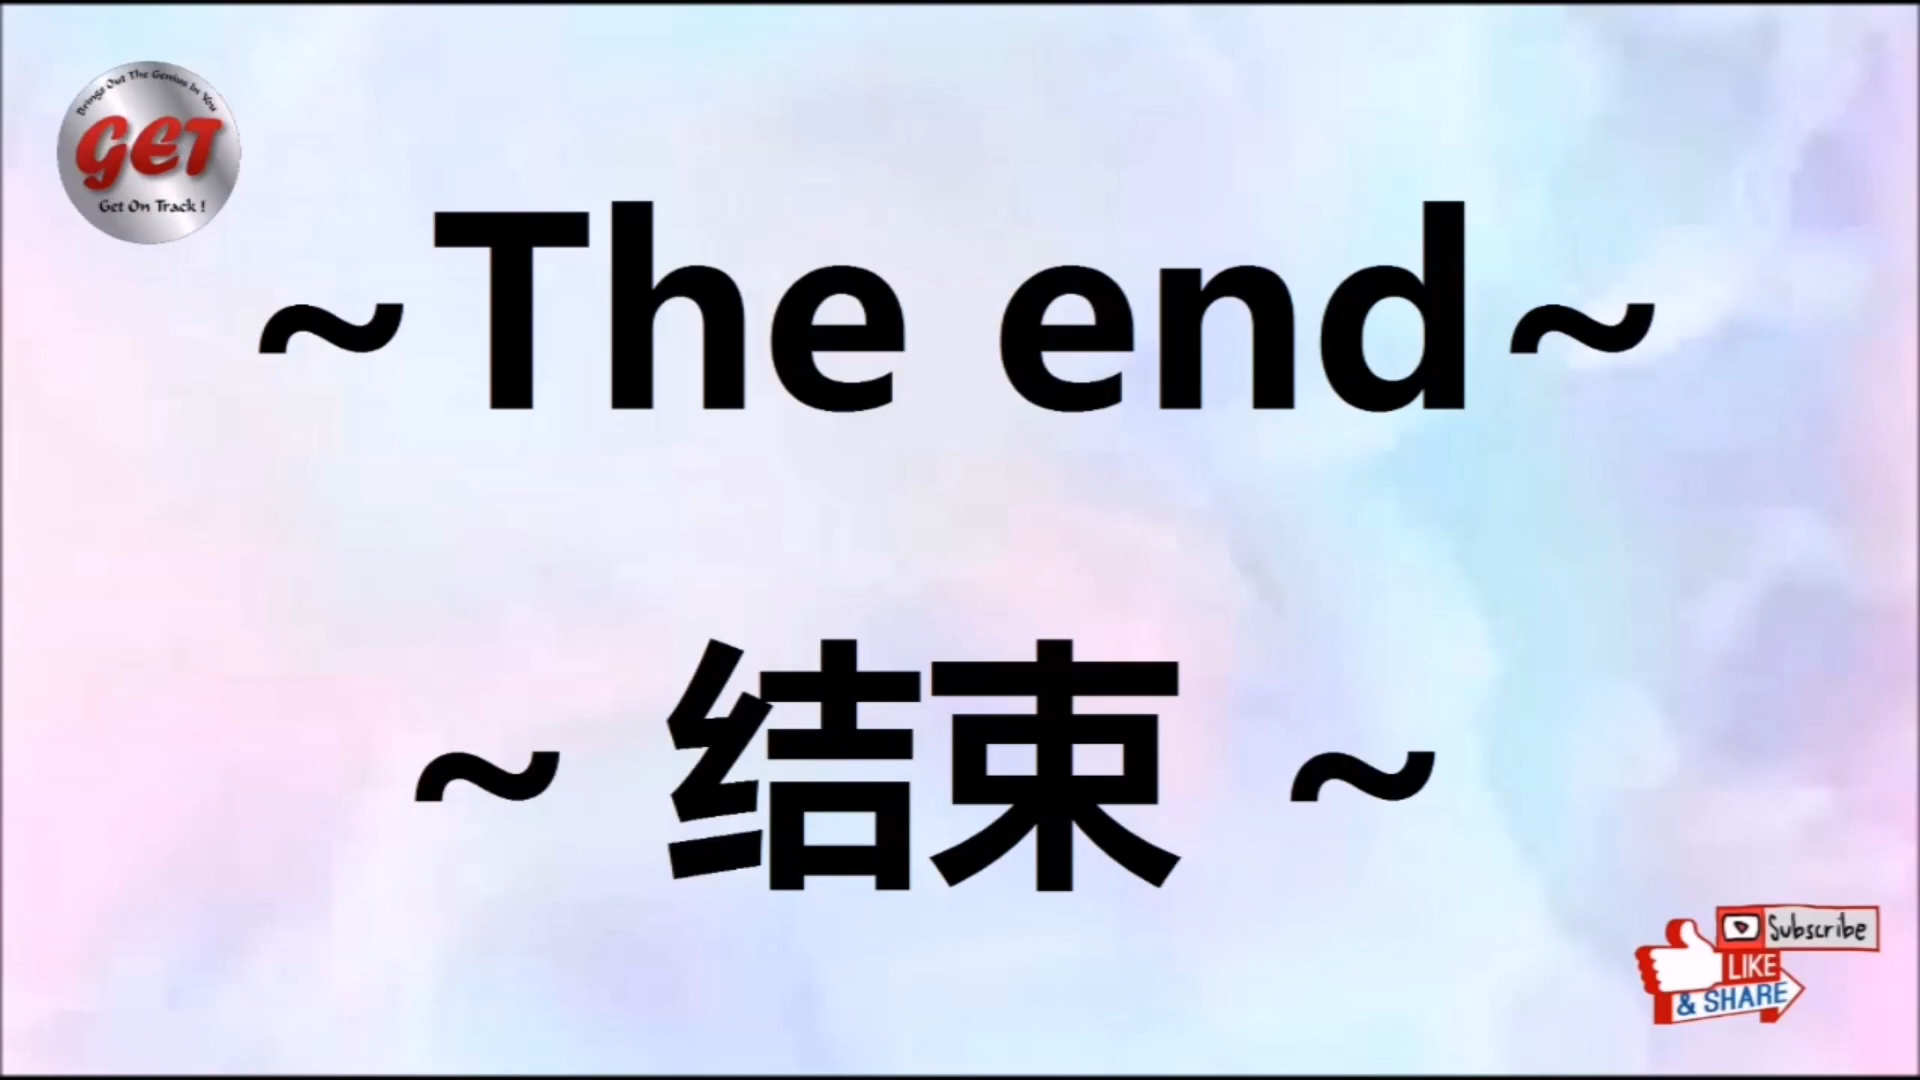 Brings Out The Genius In You
GET
Get On Track !
~The end~
~ 结束 ~
Subscribe
LIKE
& SHARE